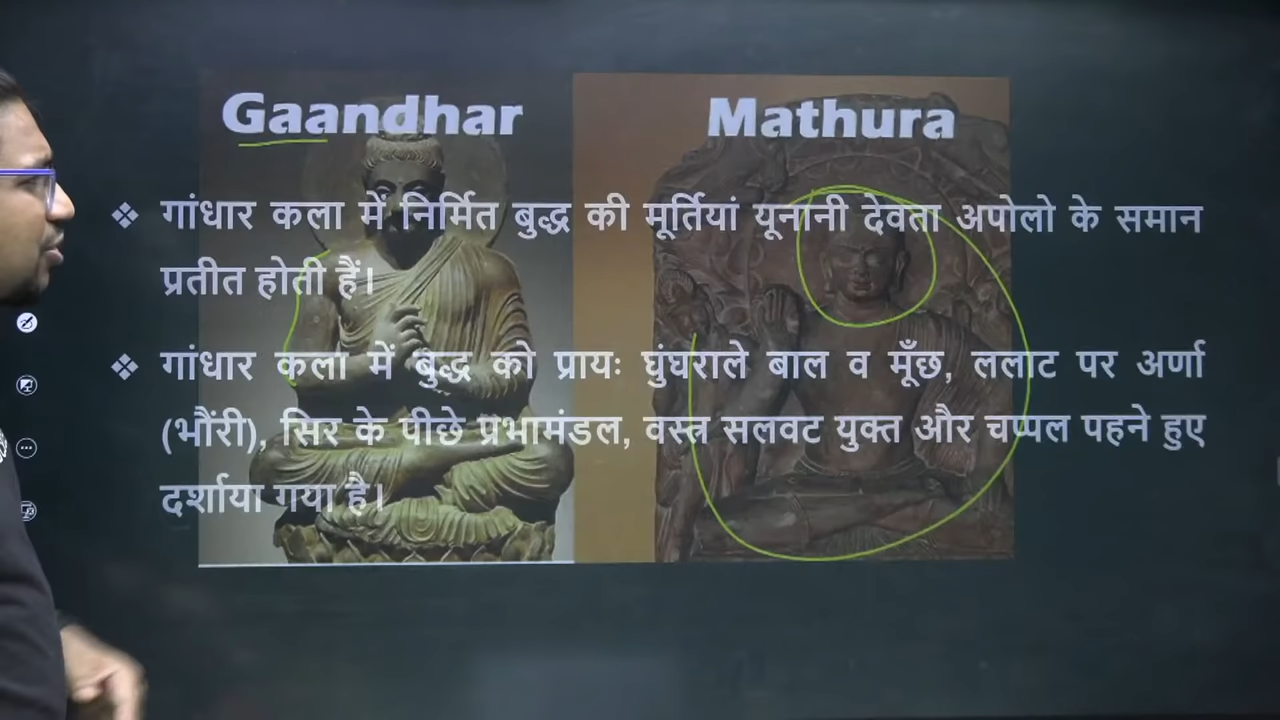 Gaandhar
Mathura
❖ गांधार कला में निर्मित बुद्ध की मूर्तियां यूनानी देवता अपोलो के समान
प्रतीत होती हैं।
❖ गांधार कला में बुद्ध को प्रायः घुंघराले बाल व मूँछ, ललाट पर अर्णा
(भौंरी), सिर के पीछे प्रभामंडल, वस्त्र सलवट युक्त और चप्पल पहने हुए
दर्शाया गया है।